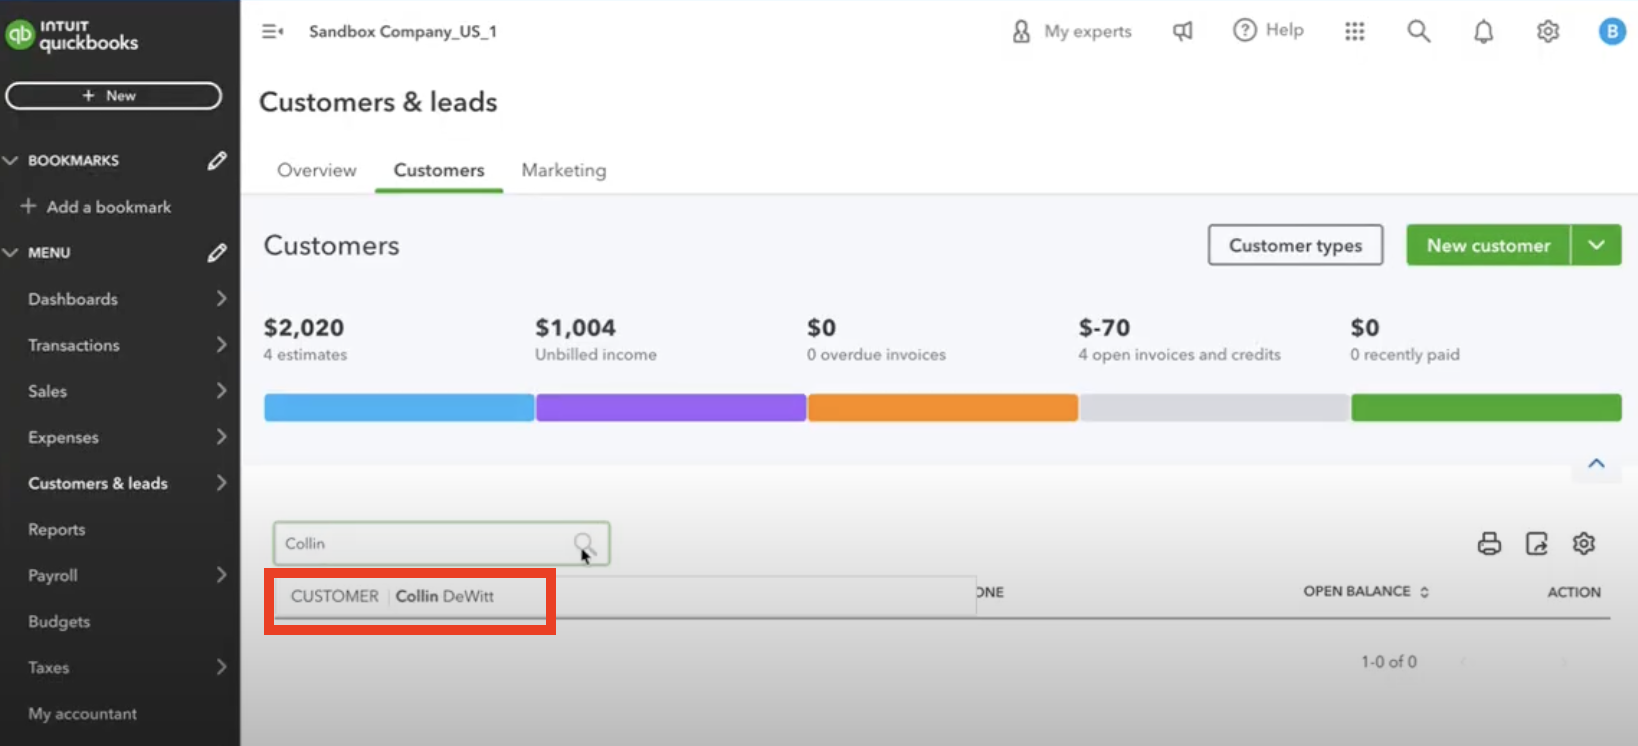 INTUIT
qb quickbooks
Sandbox Company_US_1
My experts
Help
B
+ New
Customers & leads
BOOKMARKS
Add a bookmark
MENU
Dashboards
Transactions
Sales
Expenses
Customers & leads
Reports
Payroll
Budgets
Taxes
My accountant
Overview Customers Marketing
Customers
Customer types
New customer
$2,020 $1,004 $0 $-70 $0
4 estimates Unbilled income 0 overdue invoices 4 open invoices and credits 0 recently paid
Collin
CUSTOMER | Collin DeWitt
ONE OPEN BALANCE ACTION
1-0 of 0